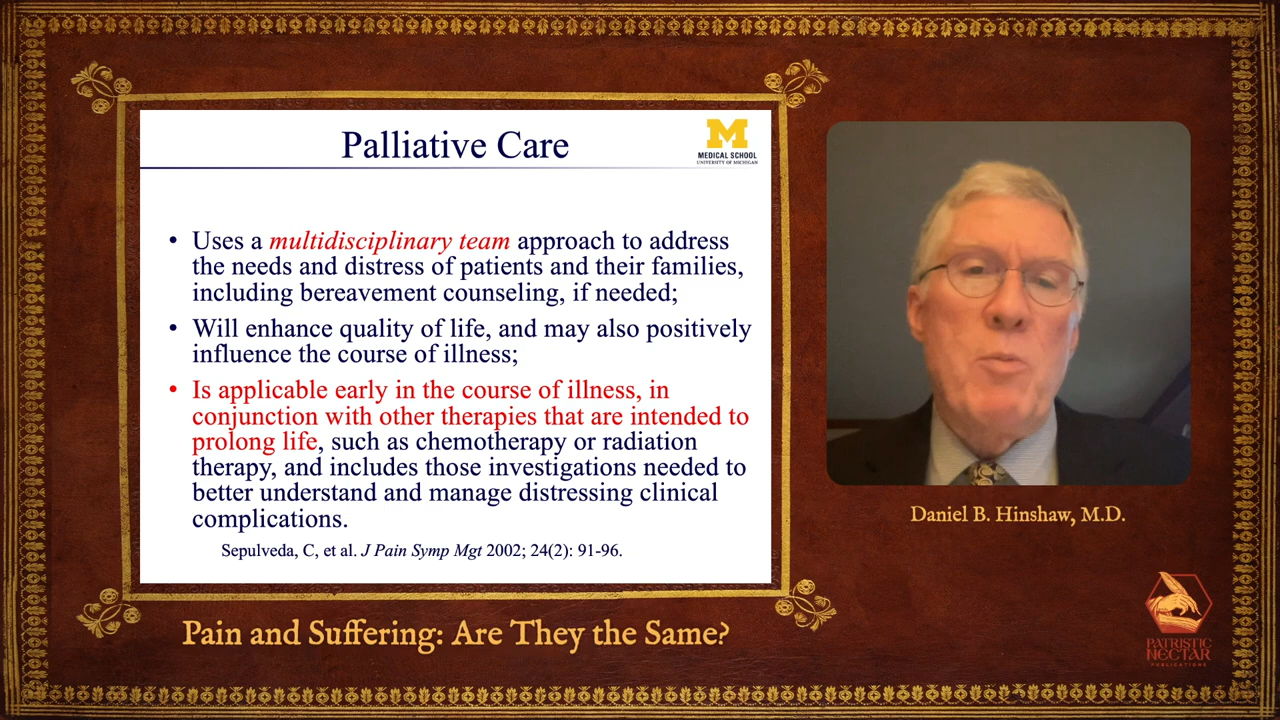 Palliative Care
M
MEDICAL SCHOOL
UNIVERSITY OF MICHIGAN
• Uses a multidisciplinary team approach to address
the needs and distress of patients and their families,
including bereavement counseling, if needed;
• Will enhance quality of life, and may also positively
influence the course of illness;
• Is applicable early in the course of illness, in
conjunction with other therapies that are intended to
prolong life, such as chemotherapy or radiation
therapy, and includes those investigations needed to
better understand and manage distressing clinical
complications.
Sepulveda, C, et al. J Pain Symp Mgt 2002; 24(2): 91-96.
Daniel B. Hinshaw, M.D.
Pain and Suffering: Are They the Same?
PATRISTIC
NECTAR
PUBLICATIONS